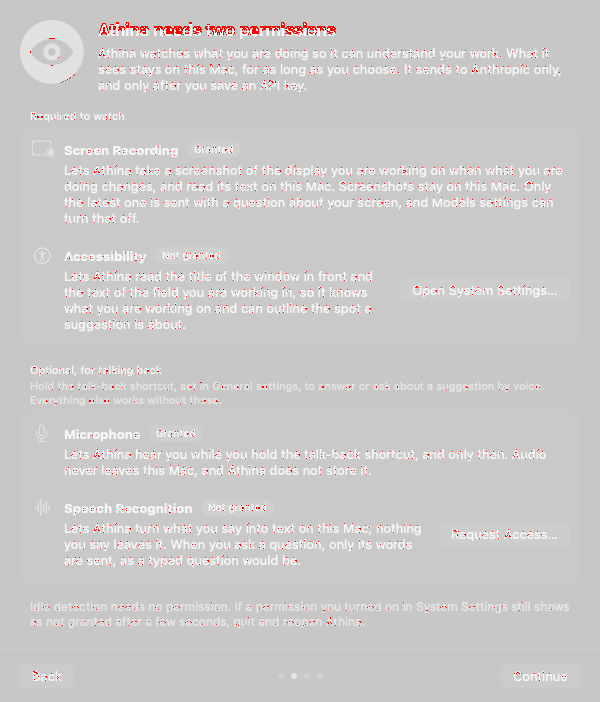 Athina needs two permissions
Athina watches what you are doing so it can understand your work. What it
sees stays on this Mac, for as long as you choose. It sends to Anthropic only,
and only after you save an API key.
Required to watch
Screen Recording Granted
Lets Athina take a screenshot of the display you are working on when what you are
doing changes, and read its text on this Mac. Screenshots stay on this Mac. Only
the latest one is sent with a question about your screen, and Models settings can
turn that off.
Accessibility Not granted
Lets Athina read the title of the window in front and
the text of the field you are working in, so it knows
what you are working on and can outline the spot a
suggestion is about.
Open System Settings...
Optional, for talking back
Hold the talk-back shortcut, set in General settings, to answer or ask about a suggestion by voice.
Everything else works without these.
Microphone Granted
Lets Athina hear you while you hold the talk-back shortcut, and only then. Audio
never leaves this Mac, and Athina does not store it.
Speech Recognition Not granted
Lets Athina turn what you say into text on this Mac; nothing
you say leaves it. When you ask a question, only its words
are sent, as a typed question would be.
Request Access...
Idle detection needs no permission. If a permission you turned on in System Settings still shows
as not granted after a few seconds, quit and reopen Athina.
Back
Continue